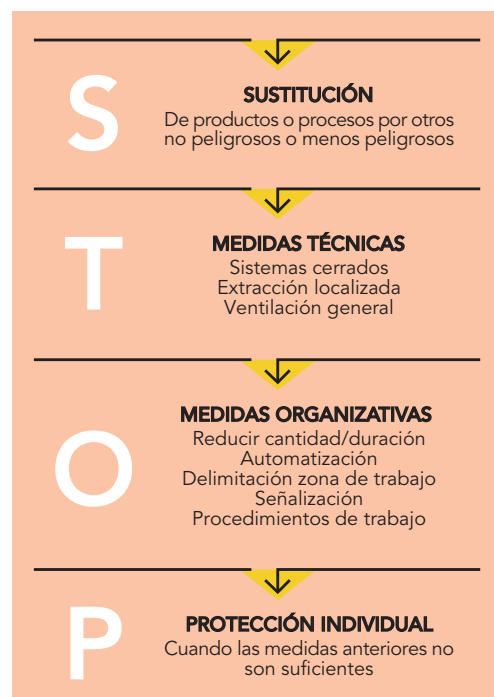 S
SUSTITUCIÓN
De productos o procesos por otros
no peligrosos o menos peligrosos
T
MEDIDAS TÉCNICAS
Sistemas cerrados
Extracción localizada
Ventilación general
O
MEDIDAS ORGANIZATIVAS
Reducir cantidad/duración
Automatización
Delimitación zona de trabajo
Señalización
Procedimientos de trabajo
P
PROTECCIÓN INDIVIDUAL
Cuando las medidas anteriores no
son suficientes